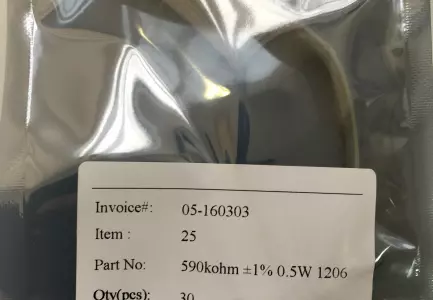 Invoice#: 05-160303
Item : 25
Part No: 590kohm ±1% 0.5W 1206
Qty(pcs): 30